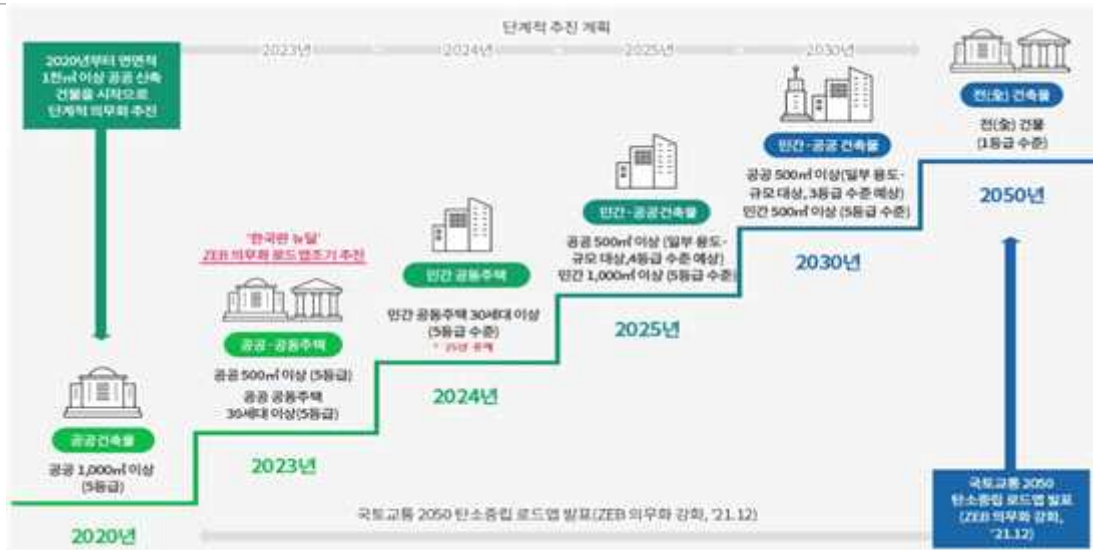 단계적 추진 계획
2023년
2024년
2025년
2030년
2020년부터 연면적
1천㎡ 이상 공공 신축
건물을 시작으로
단계적 의무화 추진
공공건축물
공공 1,000㎡ 이상
(5등급)
2020년
'한국판 뉴딜'
ZEB 의무화 로드맵조기 추진
공공·공동주택
공공 500㎡ 이상 (5등급)
공공 공동주택
30세대 이상(5등급)
2023년
민간 공동주택
민간 공동주택 30세대 이상
(5등급 수준)
* 25년 유예
2024년
민간·공공건축물
공공 500㎡ 이상 (일부 용도·
규모 대상,4등급 수준 예상)
민간 1,000㎡ 이상 (5등급 수준)
2025년
민간·공공 건축물
공공 500㎡ 이상(일부 용도·
규모 대상, 3등급 수준 예상)
민간 500㎡ 이상 (5등급 수준)
2030년
전(全) 건축물
전(全) 건물
(1등급 수준)
2050년
국토교통 2050
탄소중립 로드맵 발표
(ZEB 의무화 강화,
'21.12)
국토교통 2050 탄소중립 로드맵 발표(ZEB 의무화 강화, '21.12)